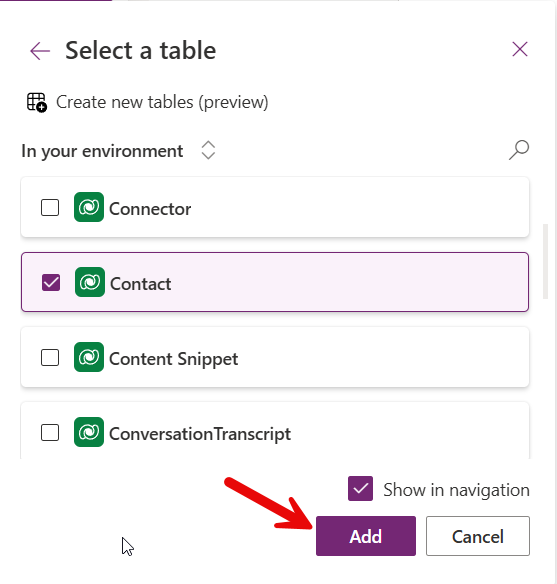 Select a table
Create new tables (preview)
In your environment
Connector
Contact
Content Snippet
ConversationTranscript
Show in navigation
Add
Cancel